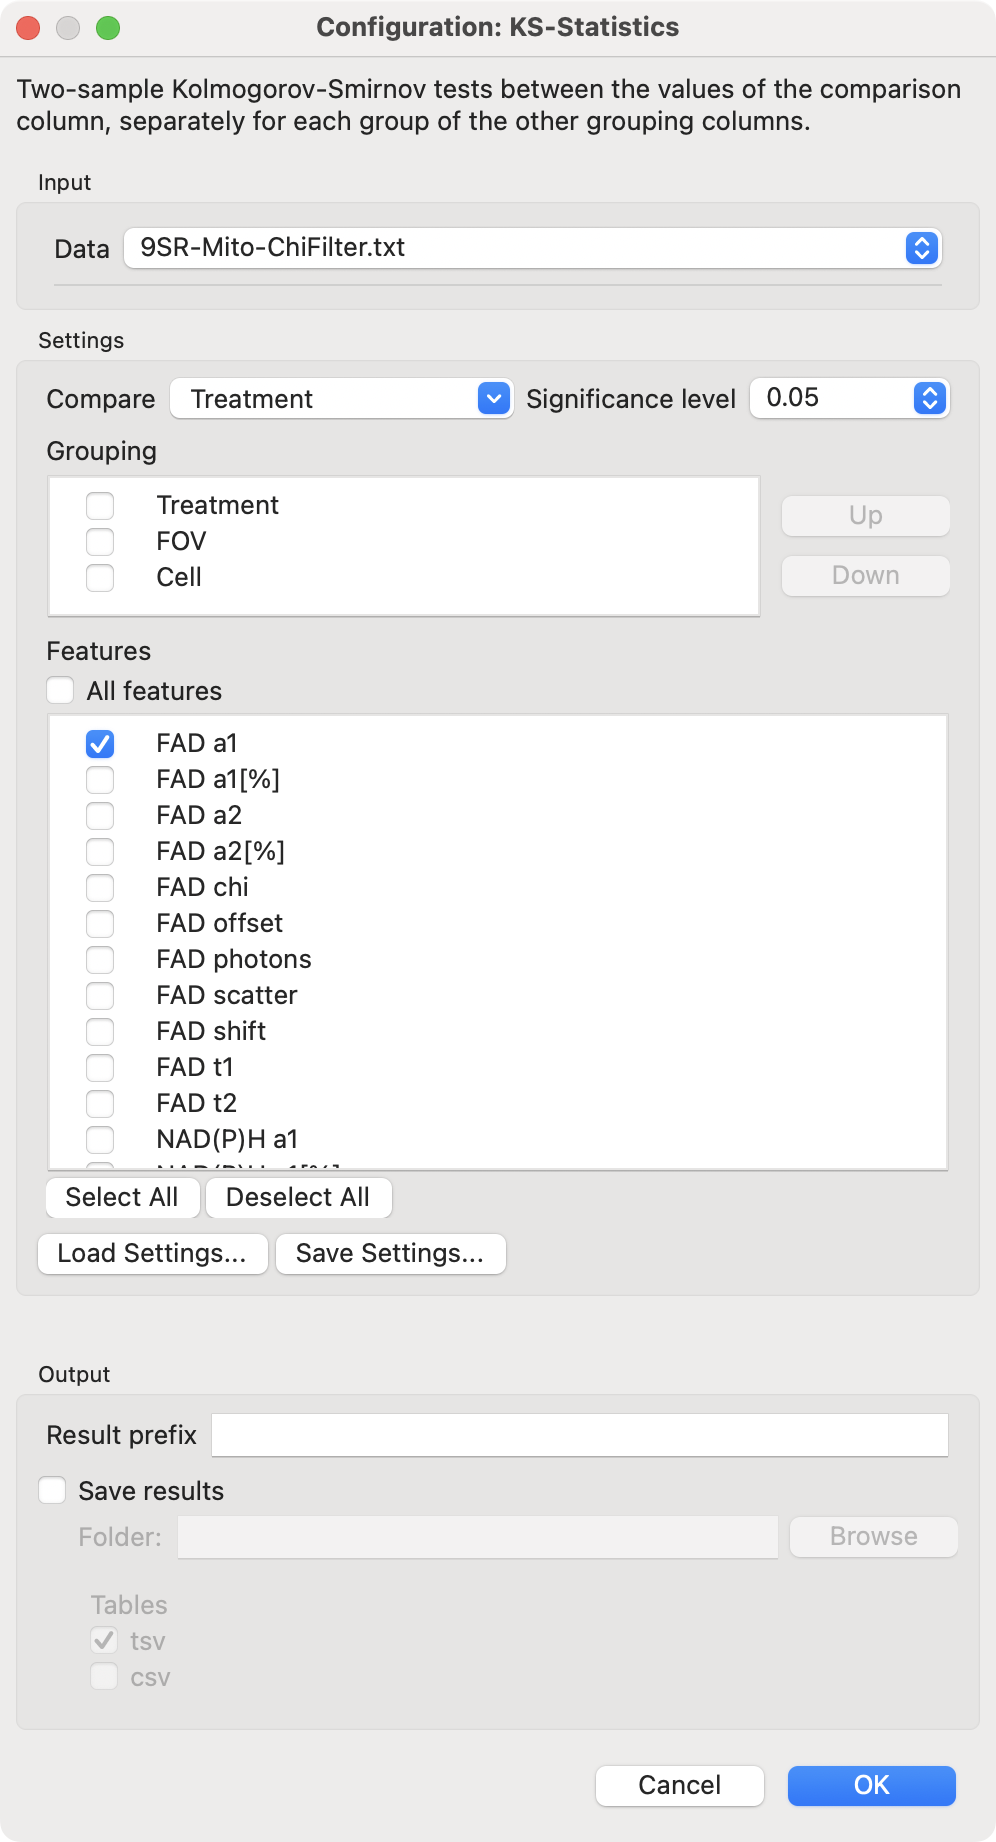 Configuration: KS-Statistics
Two-sample Kolmogorov-Smirnov tests between the values of the comparison
column, separately for each group of the other grouping columns.
Input
Data 9SR-Mito-ChiFilter.txt
Settings
Compare Treatment Significance level 0.05
Grouping
Treatment
FOV
Cell
Up
Down
Features
All features
FAD a1
FAD a1[%]
FAD a2
FAD a2[%]
FAD chi
FAD offset
FAD photons
FAD scatter
FAD shift
FAD t1
FAD t2
NAD(P)H a1
Select All Deselect All
Load Settings... Save Settings...
Output
Result prefix
Save results
Folder: Browse
Tables
tsv
csv
Cancel OK